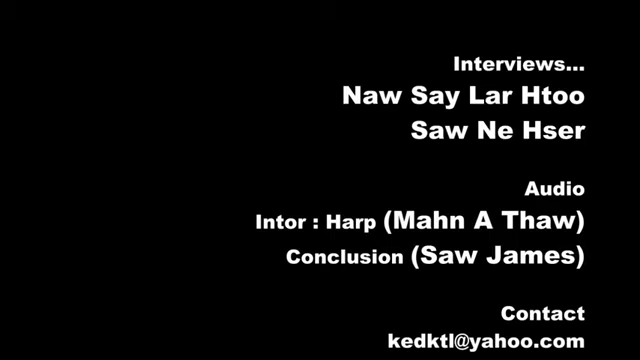 Interviews...
Naw Say Lar Htoo
Saw Ne Hser
Audio
Intor : Harp (Mahn A Thaw)
Conclusion (Saw James)
Contact
kedktl@yahoo.com